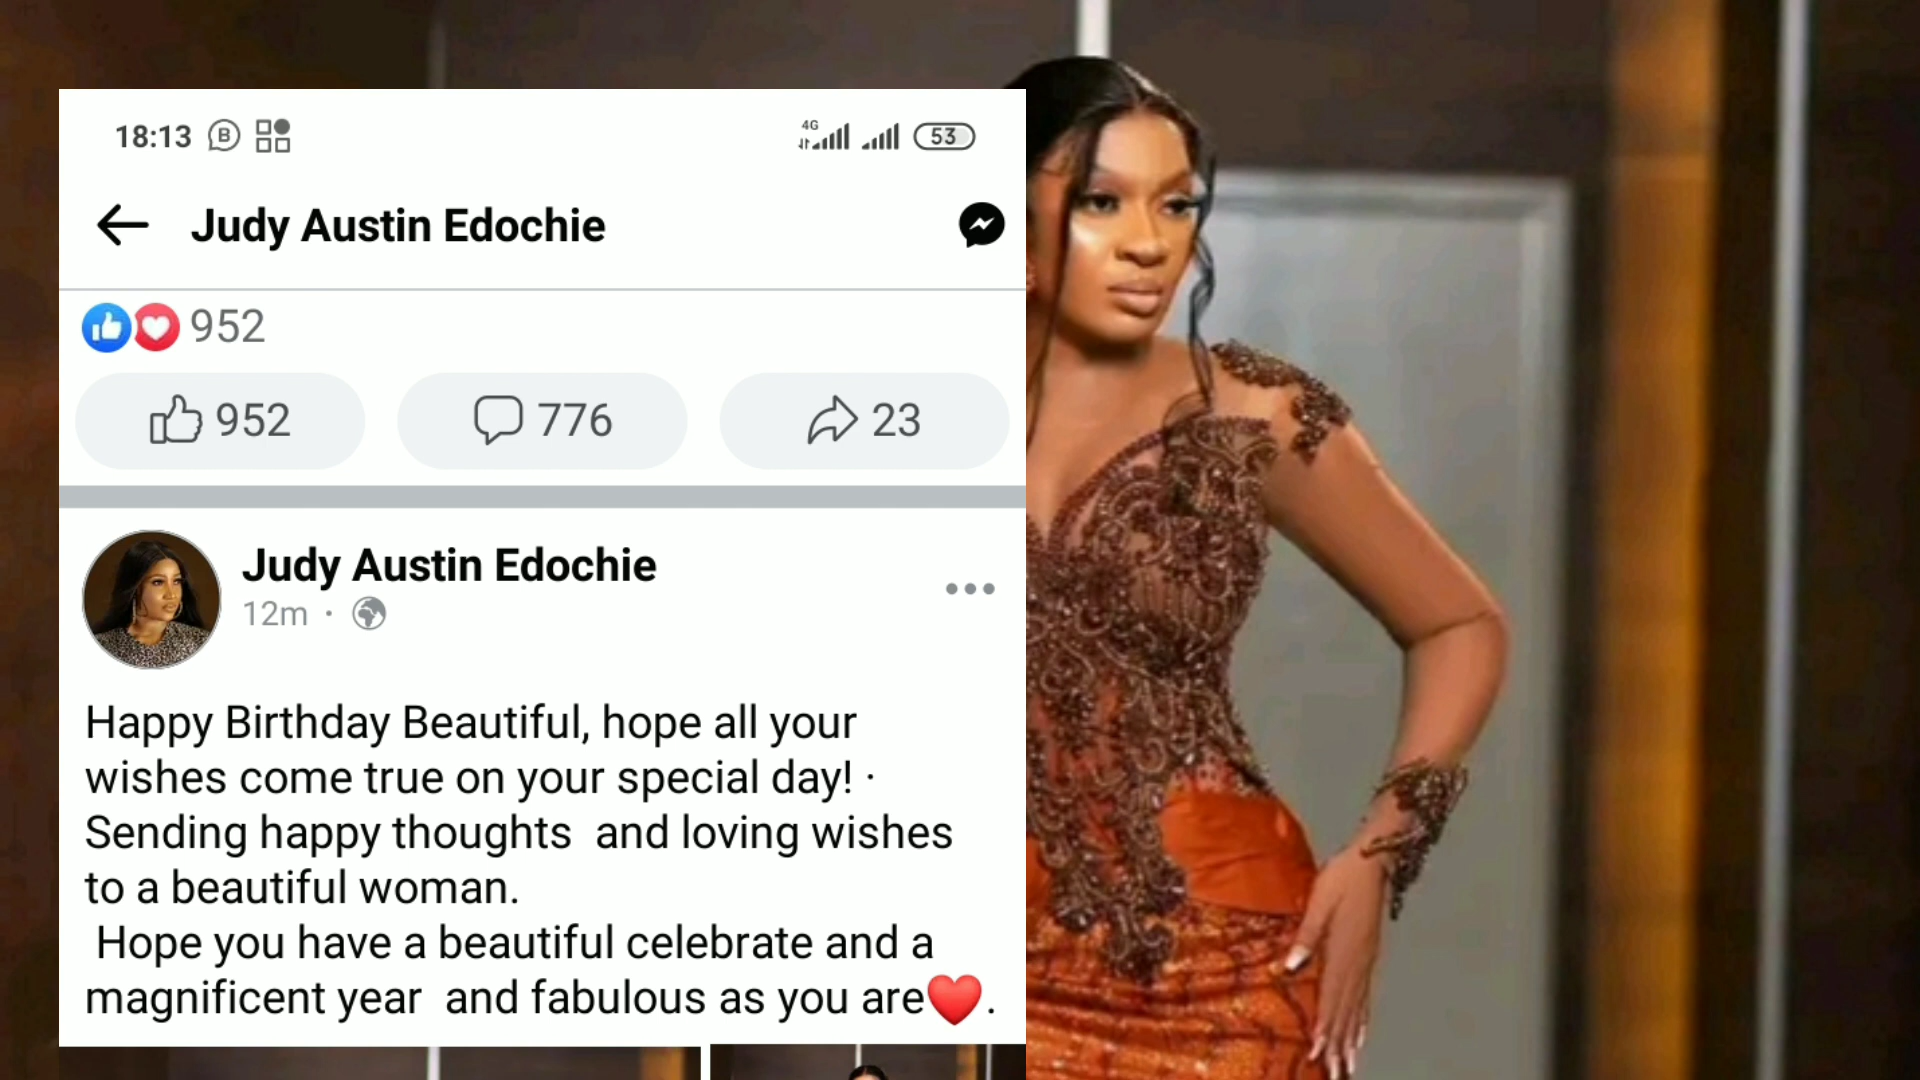 18:13 B 4G 53
Judy Austin Edochie
952
952 776 23
Judy Austin Edochie
12m ·
Happy Birthday Beautiful, hope all your
wishes come true on your special day! ·
Sending happy thoughts  and loving wishes
to a beautiful woman.
Hope you have a beautiful celebrate and a
magnificent year  and fabulous as you are❤️.